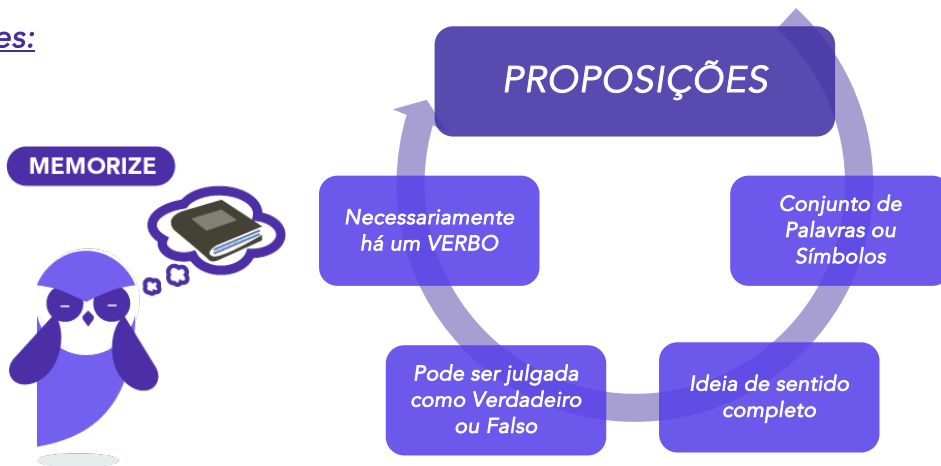 es:
PROPOSIÇÕES
MEMORIZE
Necessariamente
há um VERBO
Conjunto de
Palavras ou
Símbolos
Pode ser julgada
como Verdadeiro
ou Falso
Ideia de sentido
completo